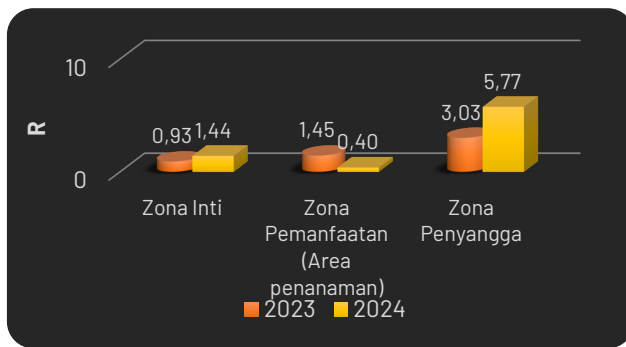 10
R
0
0,93
1,44
1,45
0,40
3,03
5,77
Zona Inti
Zona
Pemanfaatan
(Area
penanaman)
Zona
Penyangga
2023
2024